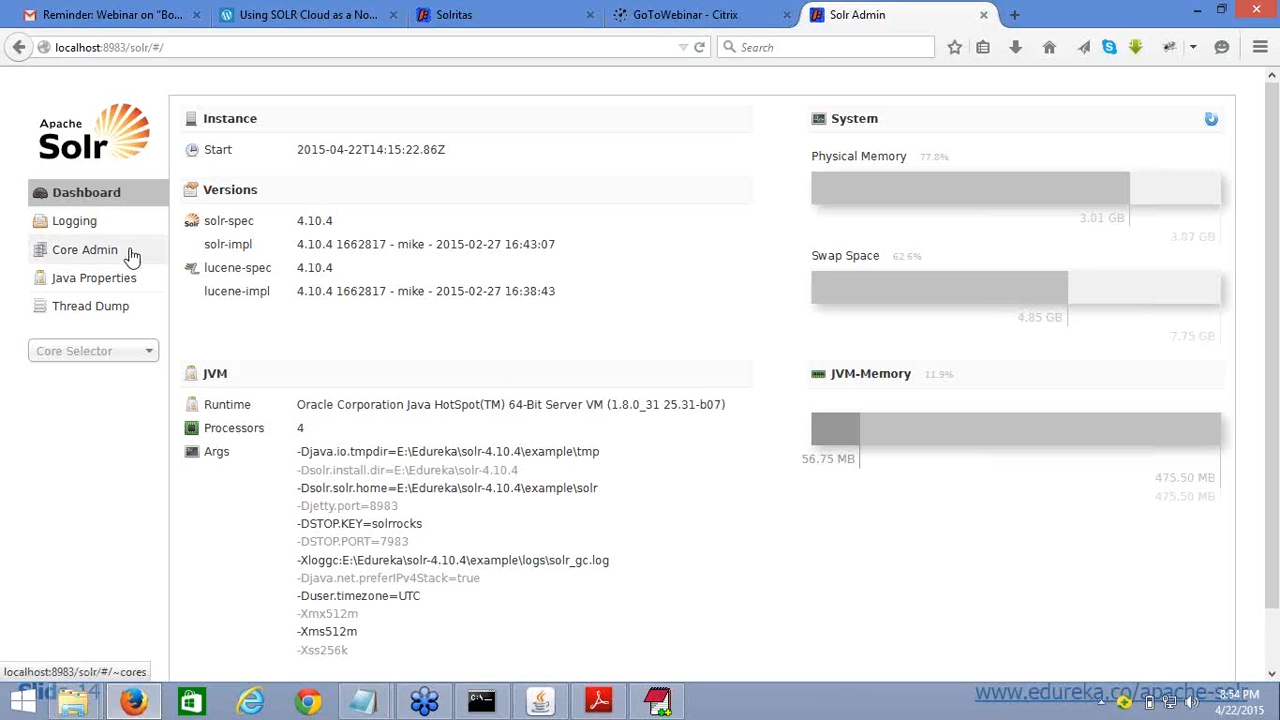 Reminder: Webinar on "Bo...
Using SOLR Cloud as a No...
Solritas
GoToWebinar - Citrix
Solr Admin
localhost:8983/solr/#/
Search
Apache
Solr
Dashboard
Logging
Core Admin
Java Properties
Thread Dump
Core Selector
Instance
Start 2015-04-22T14:15:22.86Z
Versions
solr-spec 4.10.4
solr-impl 4.10.4 1662817 - mike - 2015-02-27 16:43:07
lucene-spec 4.10.4
lucene-impl 4.10.4 1662817 - mike - 2015-02-27 16:38:43
JVM
Runtime Oracle Corporation Java HotSpot(TM) 64-Bit Server VM (1.8.0_31 25.31-b07)
Processors 4
Args -Djava.io.tmpdir=E:\Edureka\solr-4.10.4\example\tmp
-Dsolr.install.dir=E:\Edureka\solr-4.10.4
-Dsolr.solr.home=E:\Edureka\solr-4.10.4\example\solr
-Djetty.port=8983
-DSTOP.KEY=solrrocks
-DSTOP.PORT=7983
-Xloggc:E:\Edureka\solr-4.10.4\example\logs\solr_gc.log
-Djava.net.preferIPv4Stack=true
-Duser.timezone=UTC
-Xmx512m
-Xms512m
-Xss256k
System
Physical Memory 77.8%
3.01 GB
3.87 GB
Swap Space 62.6%
4.85 GB
7.75 GB
JVM-Memory 11.9%
56.75 MB
475.50 MB
475.50 MB
localhost:8983/solr/#/~cores
www.edureka.co/apache-solr
8:54 PM
4/22/2015